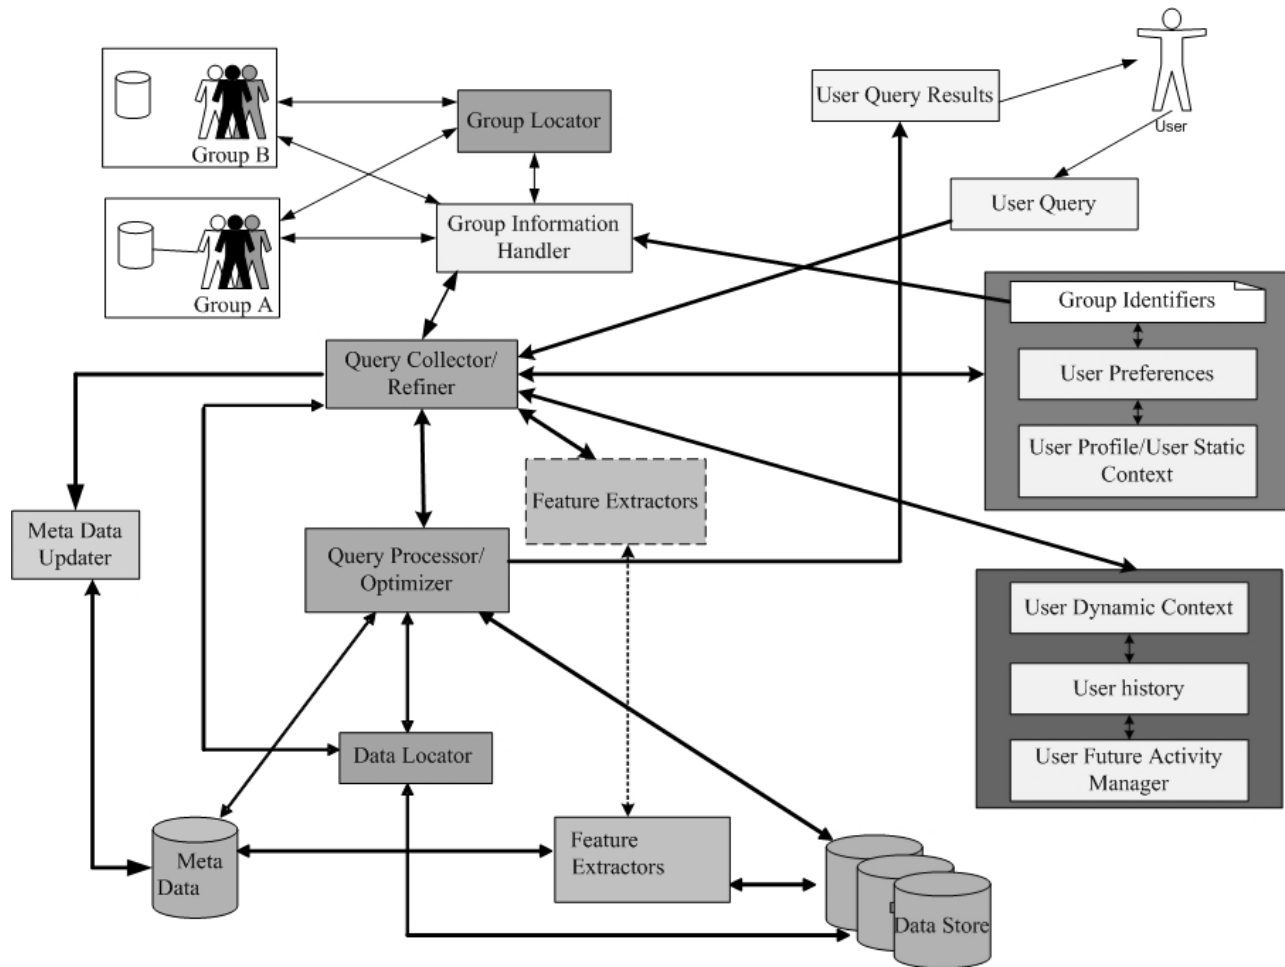 User Query Results
User
Group Locator
Group B
User Query
Group Information
Handler
Group A
Group Identifiers
Query Collector/
Refiner
User Preferences
User Profile/User Static
Context
Feature Extractors
Meta Data
Updater
Query Processor/
Optimizer
User Dynamic Context
User history
Data Locator
User Future Activity
Manager
Feature
Extractors
Meta
Data
Data Store